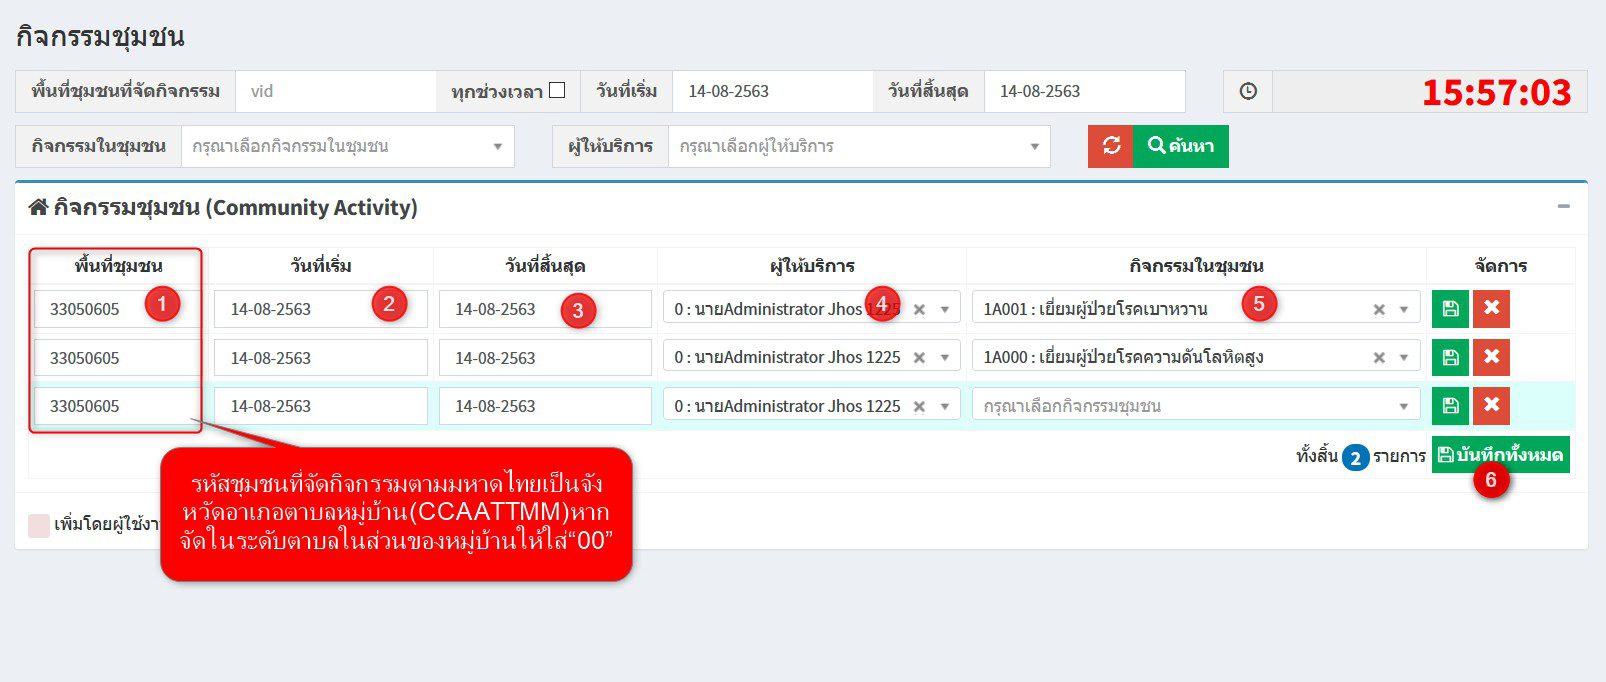 กิจกรรมชุมชน
พื้นที่ชุมชนที่จัดกิจกรรม vid ทุกช่วงเวลา วันที่เริ่ม 14-08-2563 วันที่สิ้นสุด 14-08-2563 15:57:03
กิจกรรมในชุมชน กรุณาเลือกกิจกรรมในชุมชน ผู้ให้บริการ กรุณาเลือกผู้ให้บริการ ค้นหา
กิจกรรมชุมชน (Community Activity)
พื้นที่ชุมชน วันที่เริ่ม วันที่สิ้นสุด ผู้ให้บริการ กิจกรรมในชุมชน จัดการ
33050605 1 14-08-2563 2 14-08-2563 3 0 : นายAdministrator Jhos 1225 4 1A001 : เยี่ยมผู้ป่วยโรคเบาหวาน 5
33050605 14-08-2563 14-08-2563 0 : นายAdministrator Jhos 1225 1A000 : เยี่ยมผู้ป่วยโรคความดันโลหิตสูง
33050605 14-08-2563 14-08-2563 0 : นายAdministrator Jhos 1225 กรุณาเลือกกิจกรรมชุมชน
ทั้งสิ้น 2 รายการ บันทึกทั้งหมด
6
รหัสชุมชนที่จัดกิจกรรมตามมหาดไทยเป็นจัง
หวัดอาเภอตาบลหมู่บ้าน(CCAATTMM)หาก
จัดในระดับตาบลในส่วนของหมู่บ้านให้ใส่“00”
เพิ่มโดยผู้ใช้งา